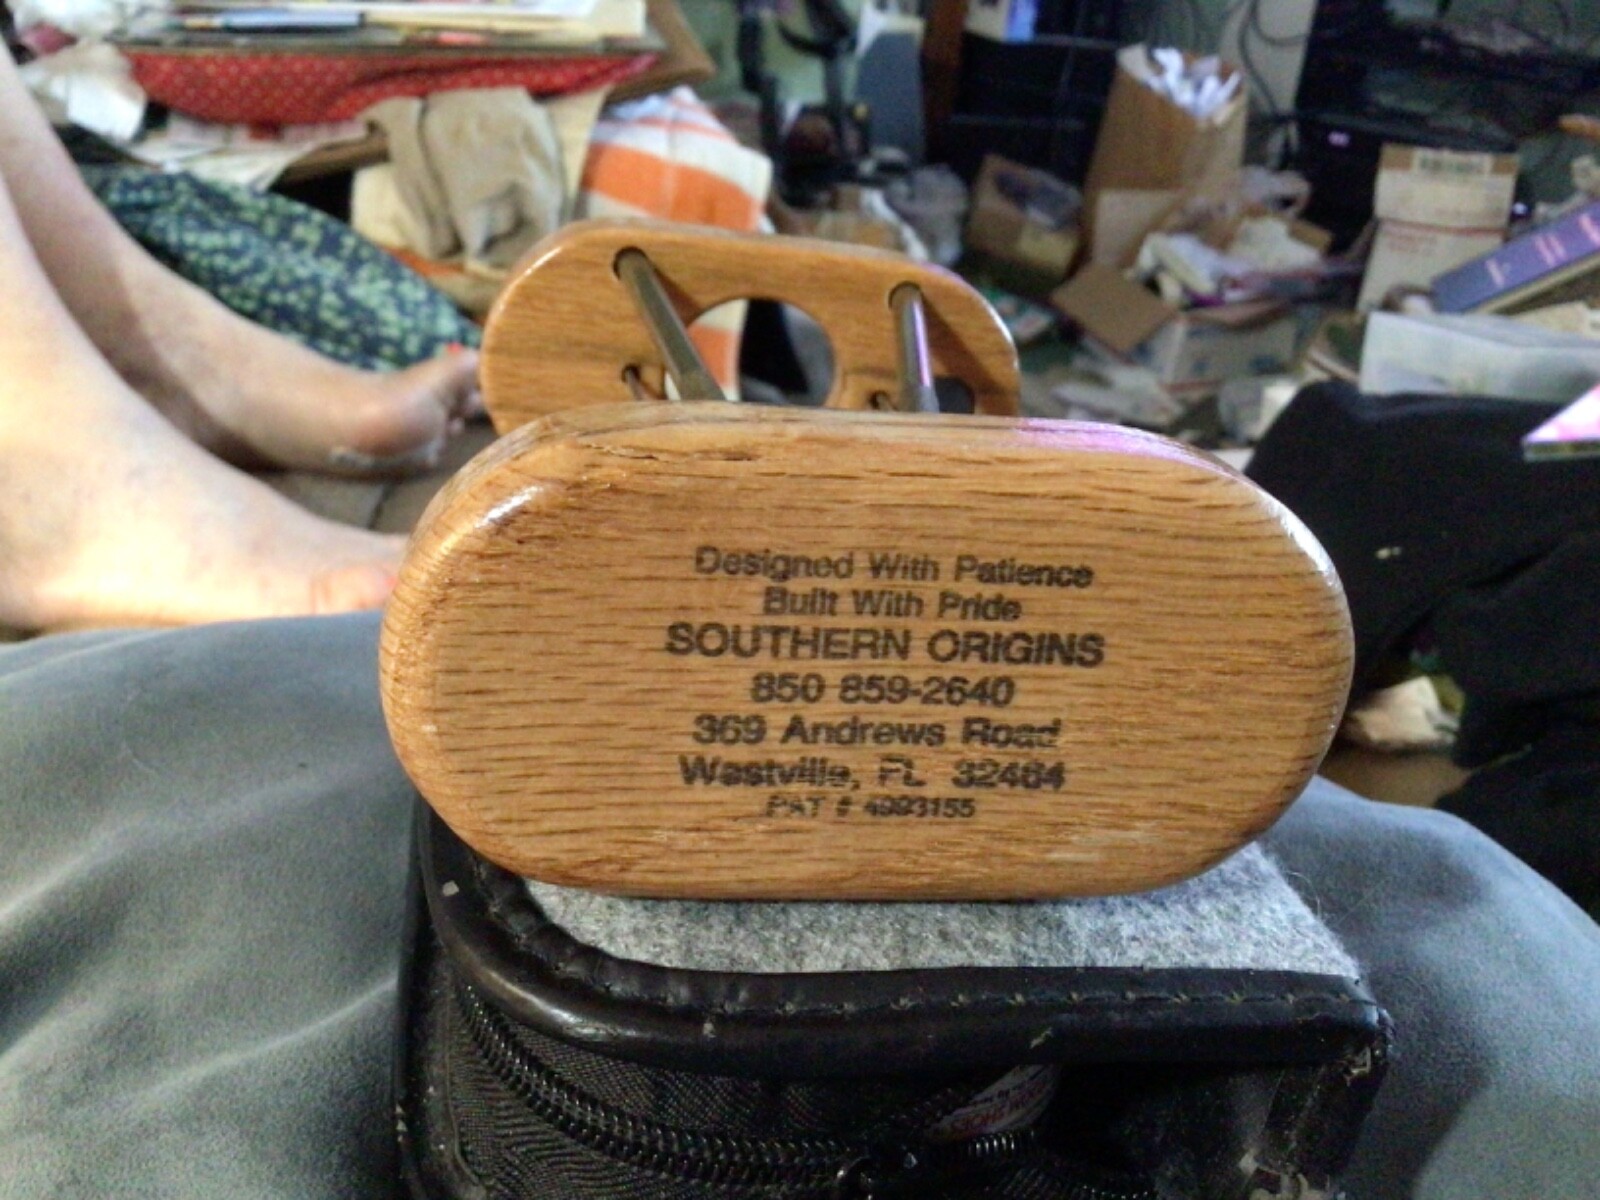 Designed With Patience
Built With Pride
SOUTHERN ORIGINS
850 859-2640
369 Andrews Road
Westville, FL 32464
PAT # 4993155